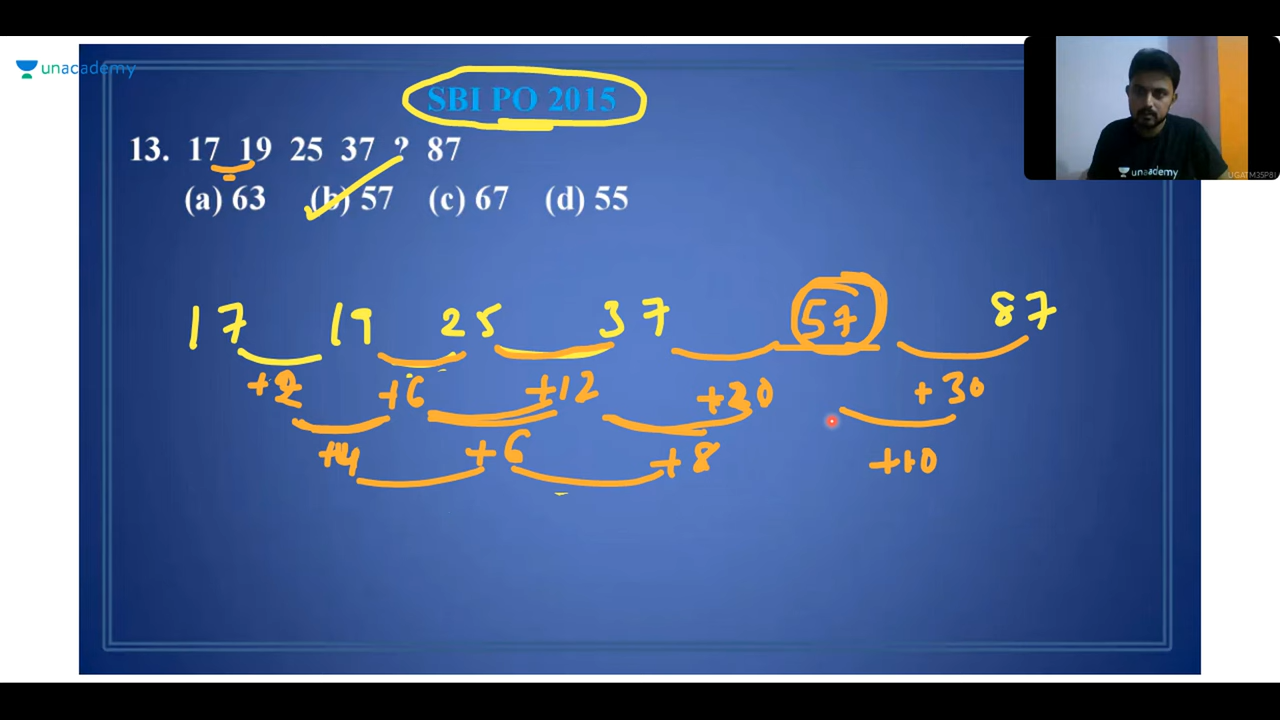 unacademy
SBI PO 2015
13. 17 19 25 37 ? 87
(a) 63 (b) 57 (c) 67 (d) 55
17 19 25 37 57 87
+2 +6 +12 +20 +30
+4 +6 +8 +10
unacademy
UGATM35P8I